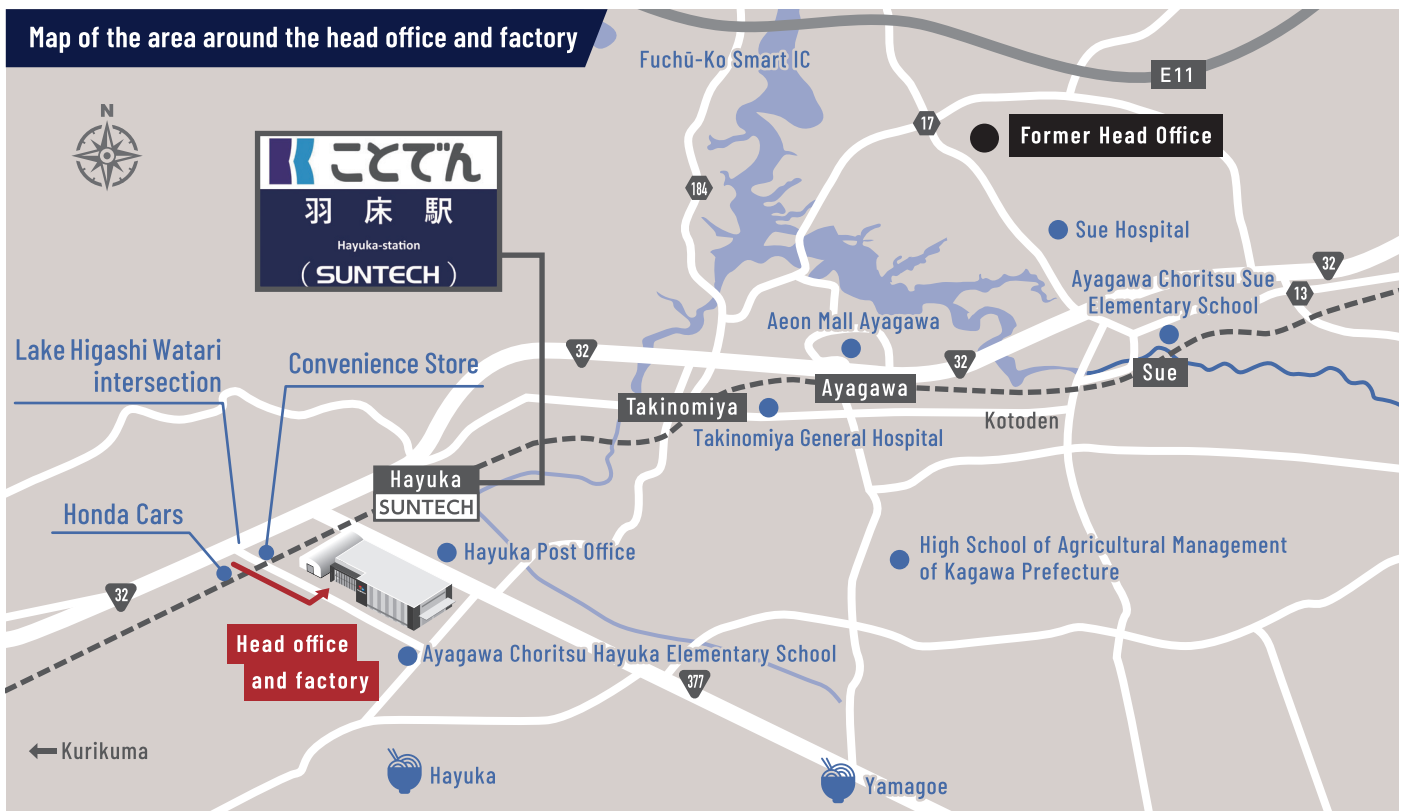 Map of the area around the head office and factory
Fuchū-Ko Smart IC
E11
N
17
Former Head Office
ことでん
184
羽床駅
Hayuka-station
(SUNTECH)
Sue Hospital
32
Ayagawa Choritsu Sue
Elementary School
13
Aeon Mall Ayagawa
Lake Higashi Watari
intersection
Convenience Store
32
32
Sue
Ayagawa
Takinomiya
Kotoden
Takinomiya General Hospital
Hayuka
SUNTECH
Honda Cars
Hayuka Post Office
High School of Agricultural Management
of Kagawa Prefecture
32
Head office
and factory
Ayagawa Choritsu Hayuka Elementary School
377
Kurikuma
Hayuka
Yamagoe